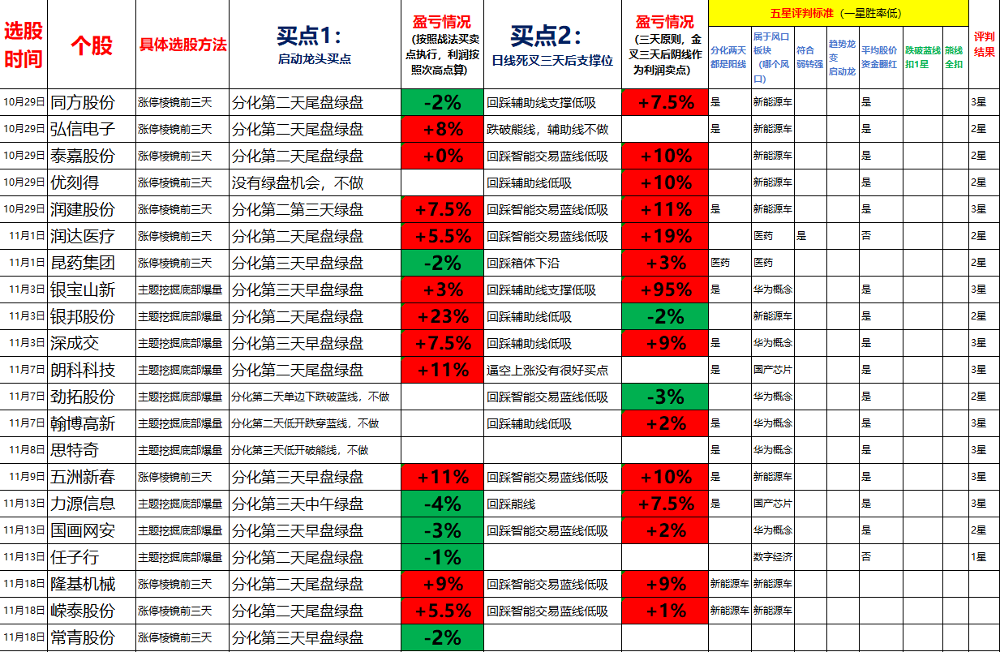 选股
时间
个股
具体选股方法
买点1：
启动龙头买点
盈亏情况
（按照战法买卖
点执行，利润按
照次高点算）
买点2：
日线死叉三天后支撑位
盈亏情况
（三天原则，金
叉三天后阴线作
为利润卖点）
五星评判标准（一星胜率低）
分化两天
都是阳线
属于风口
板块
（哪个风
口）
符合
弱转强
趋势龙
变
启动龙
平均股价
资金翻红
跌破蓝线
扣1星
熊线
全扣
评判
结果
10月29日 同方股份 涨停棱镜前三天 分化第二天尾盘绿盘 -2% 回踩辅助线支撑低吸 +7.5% 是 新能源车 是 3星
10月29日 弘信电子 涨停棱镜前三天 分化第二天尾盘绿盘 +8% 跌破熊线，辅助线不做 是 新能源车 是 2星
10月29日 泰嘉股份 涨停棱镜前三天 分化第二天尾盘绿盘 +0% 回踩智能交易蓝线低吸 +10% 新能源车 是 2星
10月29日 优刻得 涨停棱镜前三天 没有绿盘机会，不做 回踩辅助线低吸 +10% 新能源车 是 2星
10月29日 润建股份 涨停棱镜前三天 分化第二第三天绿盘 +7.5% 回踩智能交易蓝线低吸 +11% 是 新能源车 是 3星
11月1日 润达医疗 涨停棱镜前三天 分化第二天尾盘绿盘 +5.5% 回踩智能交易蓝线低吸 +19% 医药 是 否 2星
11月1日 昆药集团 涨停棱镜前三天 分化第三天早盘绿盘 -2% 回踩箱体下沿 +3% 医药 医药 2星
11月3日 银宝山新 主题挖掘底部爆量 分化第三天早盘绿盘 +3% 回踩辅助线支撑低吸 +95% 是 华为概念 是 3星
11月3日 银邦股份 主题挖掘底部爆量 分化第二天尾盘绿盘 +23% 回踩辅助线低吸 -2% 新能源车 是 2星
11月3日 深成交 主题挖掘底部爆量 分化第三天早盘绿盘 +7.5% 回踩辅助线低吸 +9% 是 华为概念 是 3星
11月7日 朗科科技 主题挖掘底部爆量 分化第二天尾盘绿盘 +11% 逼空上涨没有很好买点 是 国产芯片 是 3星
11月7日 劲拓股份 主题挖掘底部爆量 分化第二天单边下跌破蓝线，不做 回踩智能交易蓝线低吸 -3% 华为概念 是 2星
11月7日 翰博高新 主题挖掘底部爆量 分化第二天低开跌穿蓝线，不做 回踩辅助线低吸 +2% 是 华为概念 是 3星
11月8日 思特奇 主题挖掘底部爆量 分化第三天低开破熊线，不做 是 华为概念 是 3星
11月9日 五洲新春 涨停棱镜前三天 分化第三天早盘绿盘 +11% 回踩智能交易蓝线低吸 +10% 是 新能源车 是 3星
11月13日 力源信息 主题挖掘底部爆量 分化第三天中午绿盘 -4% 回踩熊线 +7.5% 是 国产芯片 是 3星
11月13日 国画网安 主题挖掘底部爆量 分化第三天早盘绿盘 -3% 回踩智能交易蓝线低吸 +2% 华为概念 是 2星
11月13日 任子行 主题挖掘底部爆量 分化第二天尾盘绿盘 -1% 数字经济 否 1星
11月18日 隆基机械 涨停棱镜前三天 分化第二天尾盘绿盘 +9% 回踩智能交易蓝线低吸 +9% 新能源车 新能源车
11月18日 嵘泰股份 涨停棱镜前三天 分化第二天尾盘绿盘 +5.5% 回踩智能交易蓝线低吸 +1% 新能源车 新能源车
11月18日 常青股份 涨停棱镜前三天 分化第三天早盘绿盘 -2%